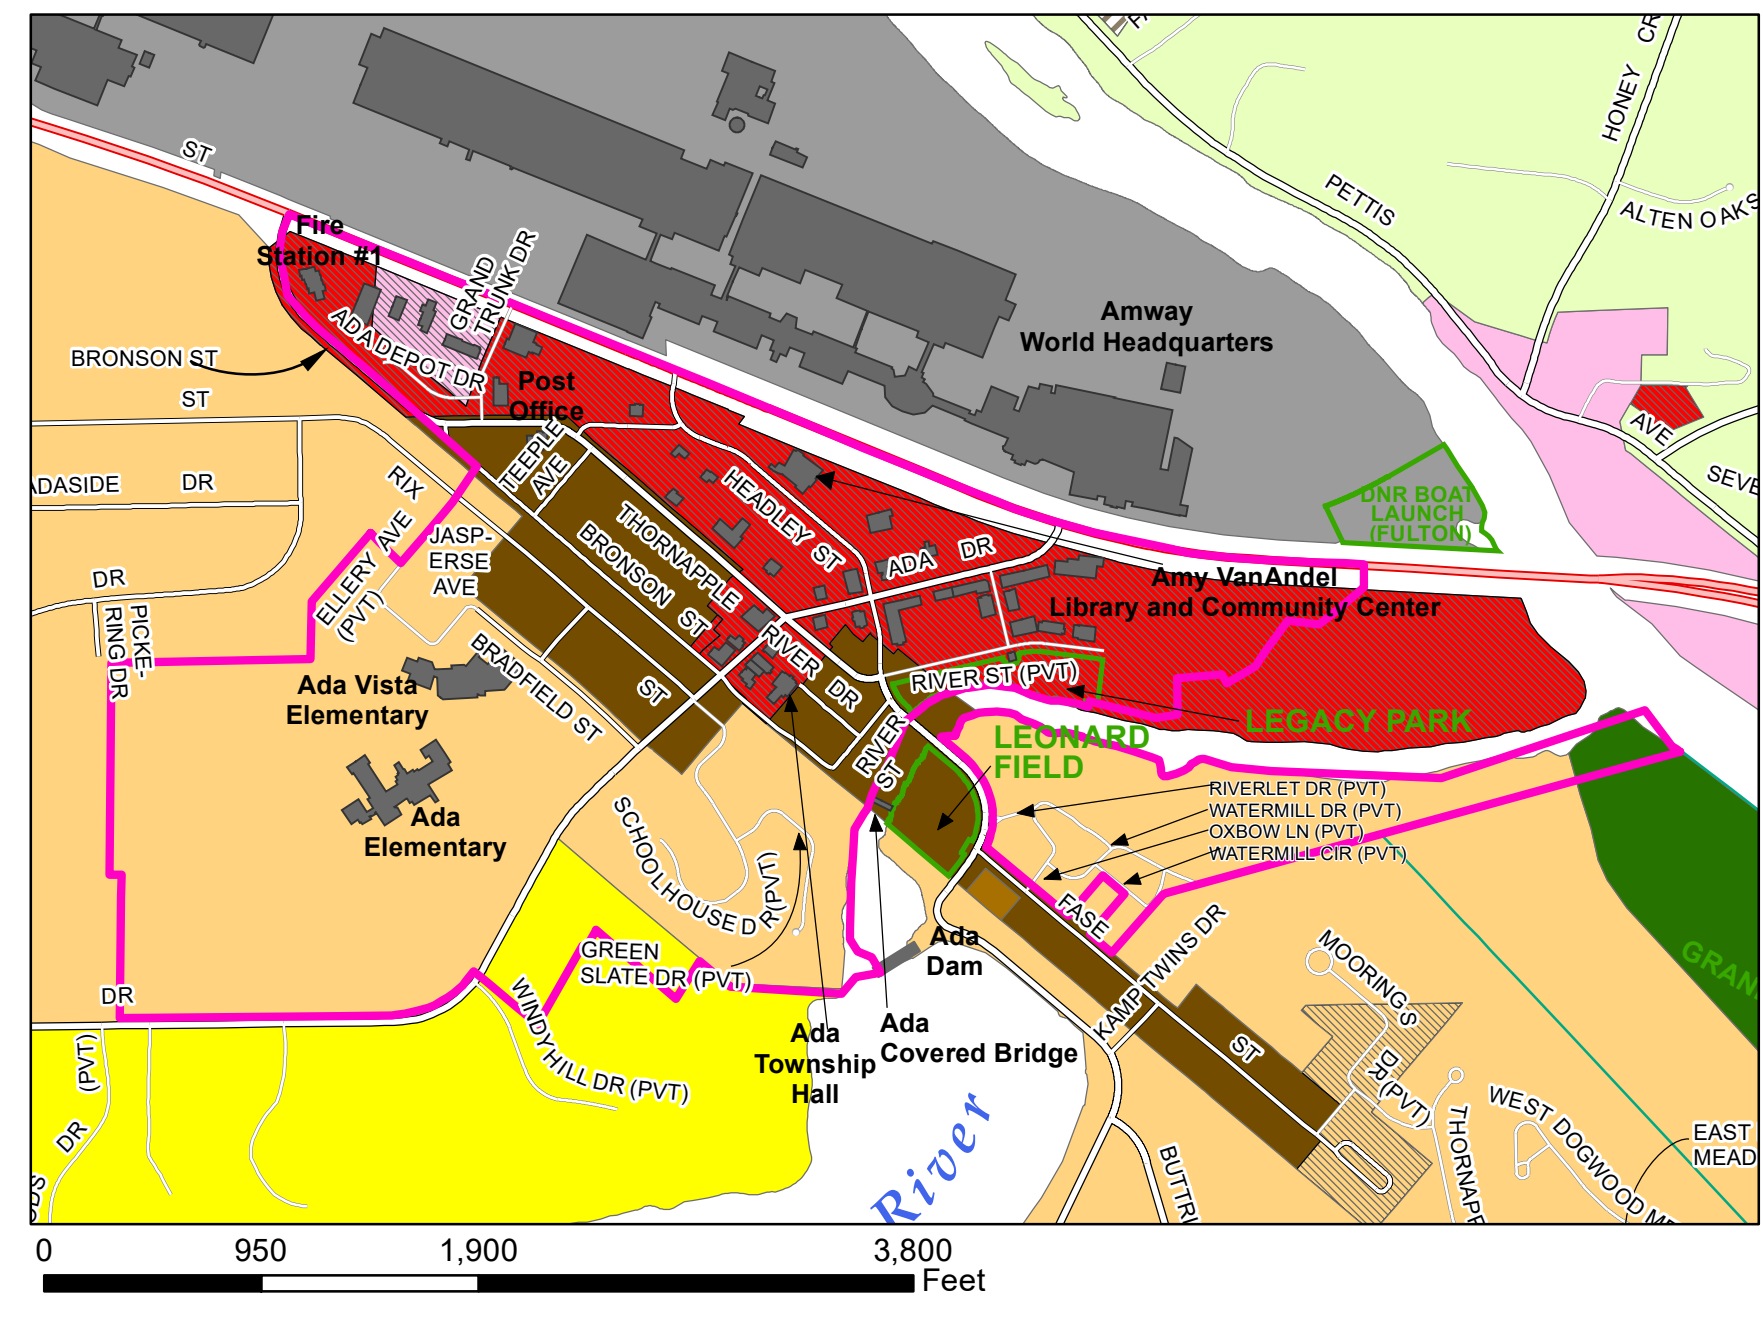 ST
HONEY CR
PETTIS
ALTEN OAKS
Fire
Station #1
GRAND
TRUNK DR
Amway
World Headquarters
ADA DEPOT DR
BRONSON ST
ST
Post
Office
AVE
TEEPLE
AVE
RIX
ADASIDE DR
SEVE
HEADLEY ST
DNR BOAT
LAUNCH
(FULTON)
THORNAPPLE
BRONSON ST
ELLERY AVE
(PVT)
JASP-
ERSE
AVE
ADA DR
Amy VanAndel
Library and Community Center
DR
PICKE-
RING DR
RIVER DR
BRADFIELD ST
ST
RIVER ST (PVT)
Ada Vista
Elementary
LEGACY PARK
RIVER
ST
LEONARD
FIELD
RIVERLET DR (PVT)
WATERMILL DR (PVT)
OXBOW LN (PVT)
WATERMILL CIR (PVT)
Ada
Elementary
SCHOOLHOUSE DR (PVT)
FASE
ST
Ada
Dam
KAMP TWINS DR
MOORINGS
DR (PVT)
GRAN
GREEN
SLATE DR (PVT)
DR
WINDY HILL DR (PVT)
Ada
Township
Hall
Ada
Covered Bridge
(PVT)
DR
River
THORNAPP
WEST DOGWOOD ME
EAST
MEAD
BUTTRI
0 950 1,900 3,800
Feet